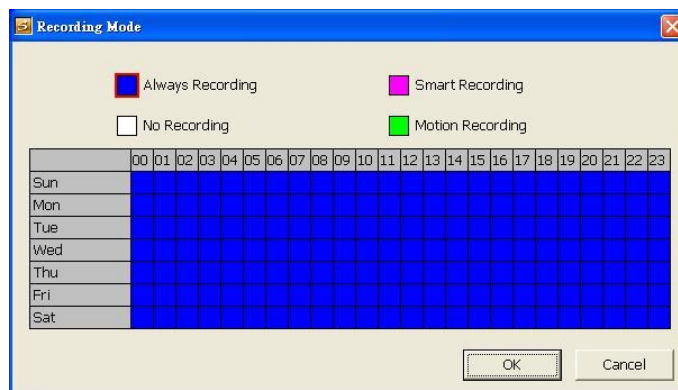 Recording Mode
Always Recording Smart Recording
No Recording Motion Recording
00 01 02 03 04 05 06 07 08 09 10 11 12 13 14 15 16 17 18 19 20 21 22 23
Sun
Mon
Tue
Wed
Thu
Fri
Sat
OK Cancel